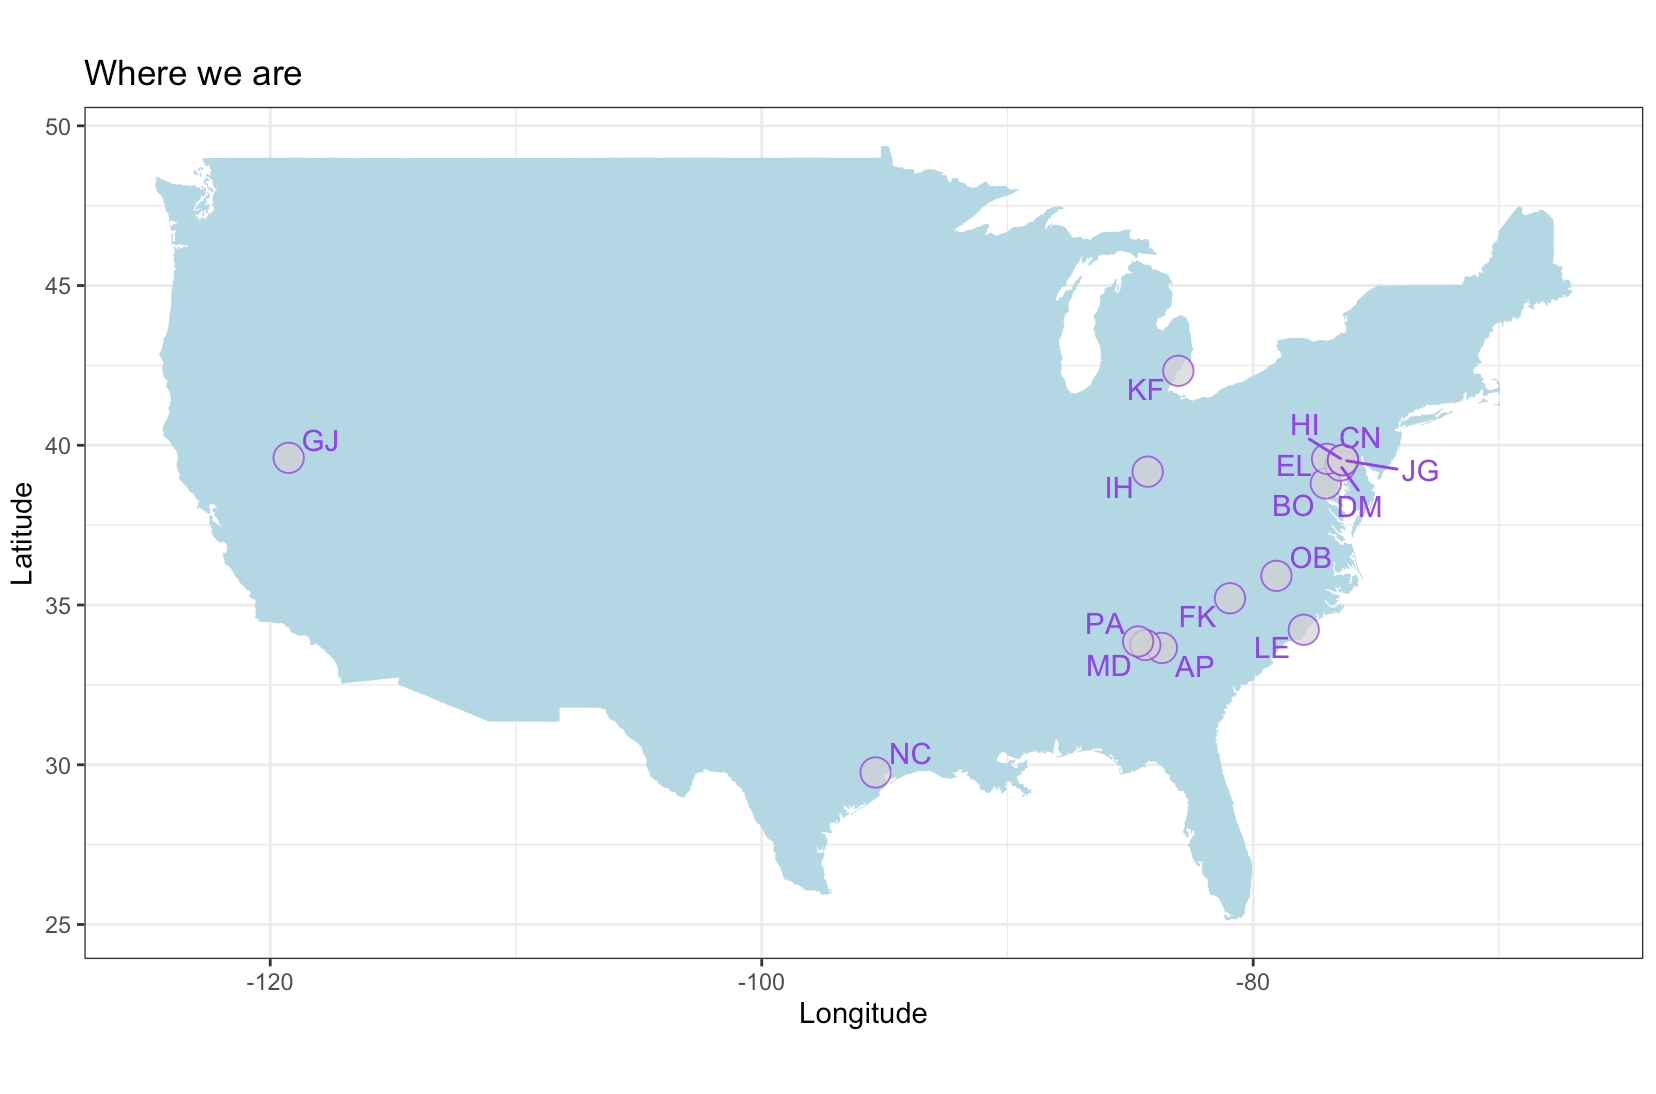 Where we are
50
45
40
35
30
25
Latitude
-120
-100
-80
Longitude
GJ
KF
IH
HI
CN
EL
JG
BO
DM
OB
FK
LE
PA
MD
AP
NC